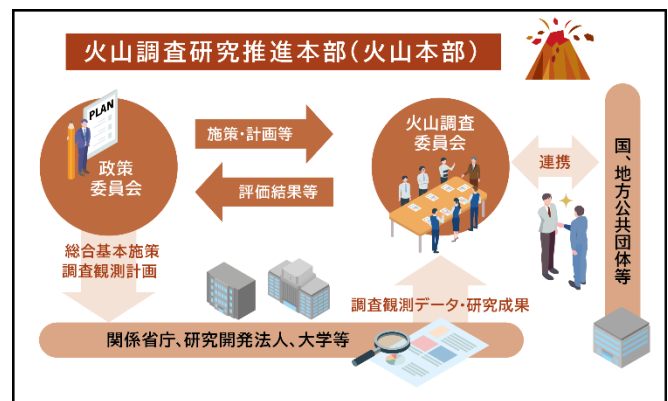 火山調査研究推進本部(火山本部)
PLAN
政策
委員会
施策・計画等
評価結果等
火山調査
委員会
連携
国、地方公共団体等
総合基本施策
調査観測計画
調査観測データ・研究成果
関係省庁、研究開発法人、大学等